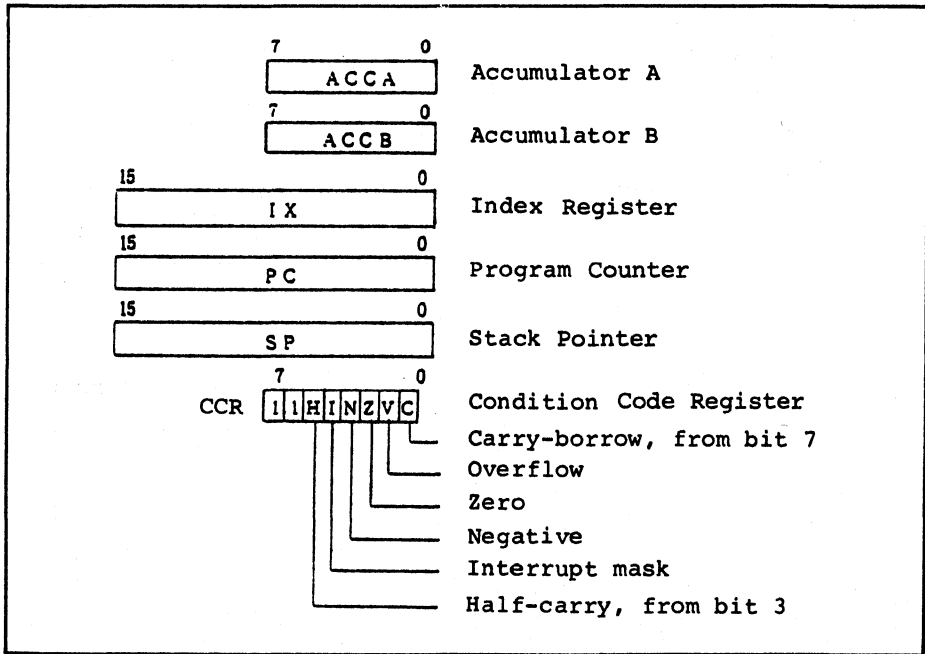 7 0
ACCA Accumulator A
7 0
ACCB Accumulator B
15 0
IX Index Register
15 0
PC Program Counter
15 0
SP Stack Pointer
7 0
CCR 1 1 H I N Z V C Condition Code Register
Carry-borrow, from bit 7
Overflow
Zero
Negative
Interrupt mask
Half-carry, from bit 3